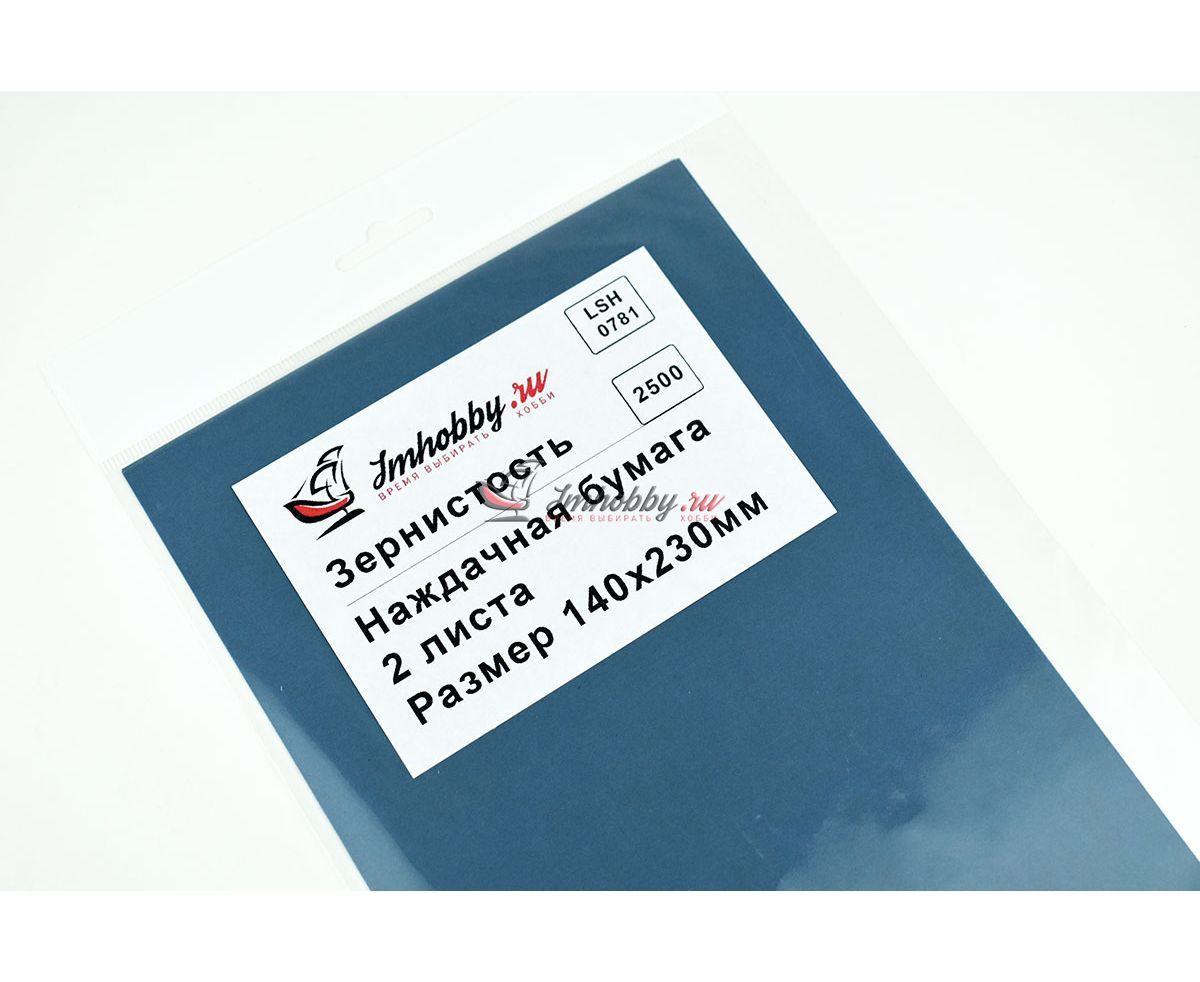 LSH
0781
Imhobby.ru
ВРЕМЯ ВЫБИРАТЬ ХОББИ
2500
Зернистость
Наждачная бумага
2 листа
Размер 140х230мм
Imhobby.ru
ВРЕМЯ ВЫБИРАТЬ ХОББИ